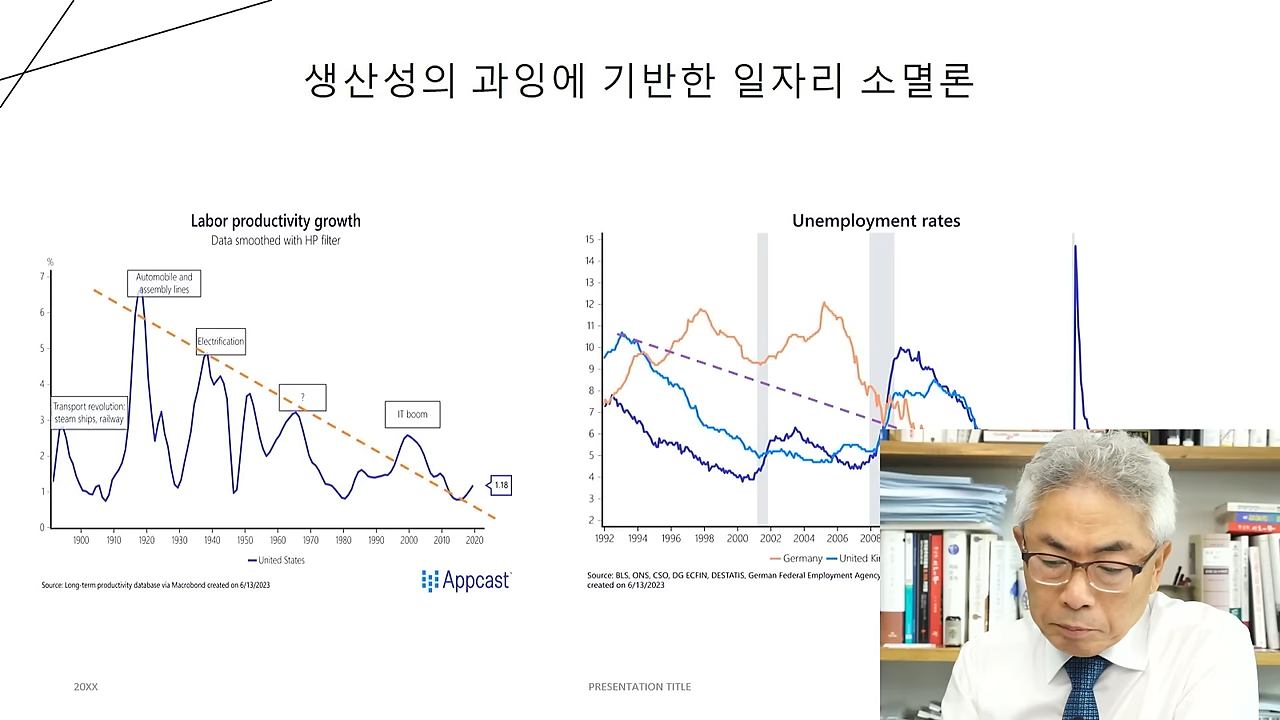 생산성의 과잉에 기반한 일자리 소멸론
Labor productivity growth
Data smoothed with HP filter
%
7
6
5
4
3
2
1
0
Automobile and
assembly lines
Electrification
?
IT boom
Transport revolution:
steam ships, railway
1.18
1900 1910 1920 1930 1940 1950 1960 1970 1980 1990 2000 2010 2020
United States
Source: Long-term productivity database via Macrobond created on 6/13/2023
Appcast
Unemployment rates
15
14
13
12
11
10
9
8
7
6
5
4
3
2
1992 1994 1996 1998 2000 2002 2004 2006 2008
Germany United
Source: BLS, ONS, CSO, DG ECFIN, DESTATIS, German Federal Employment Agency
created on 6/13/2023
20XX
PRESENTATION TITLE